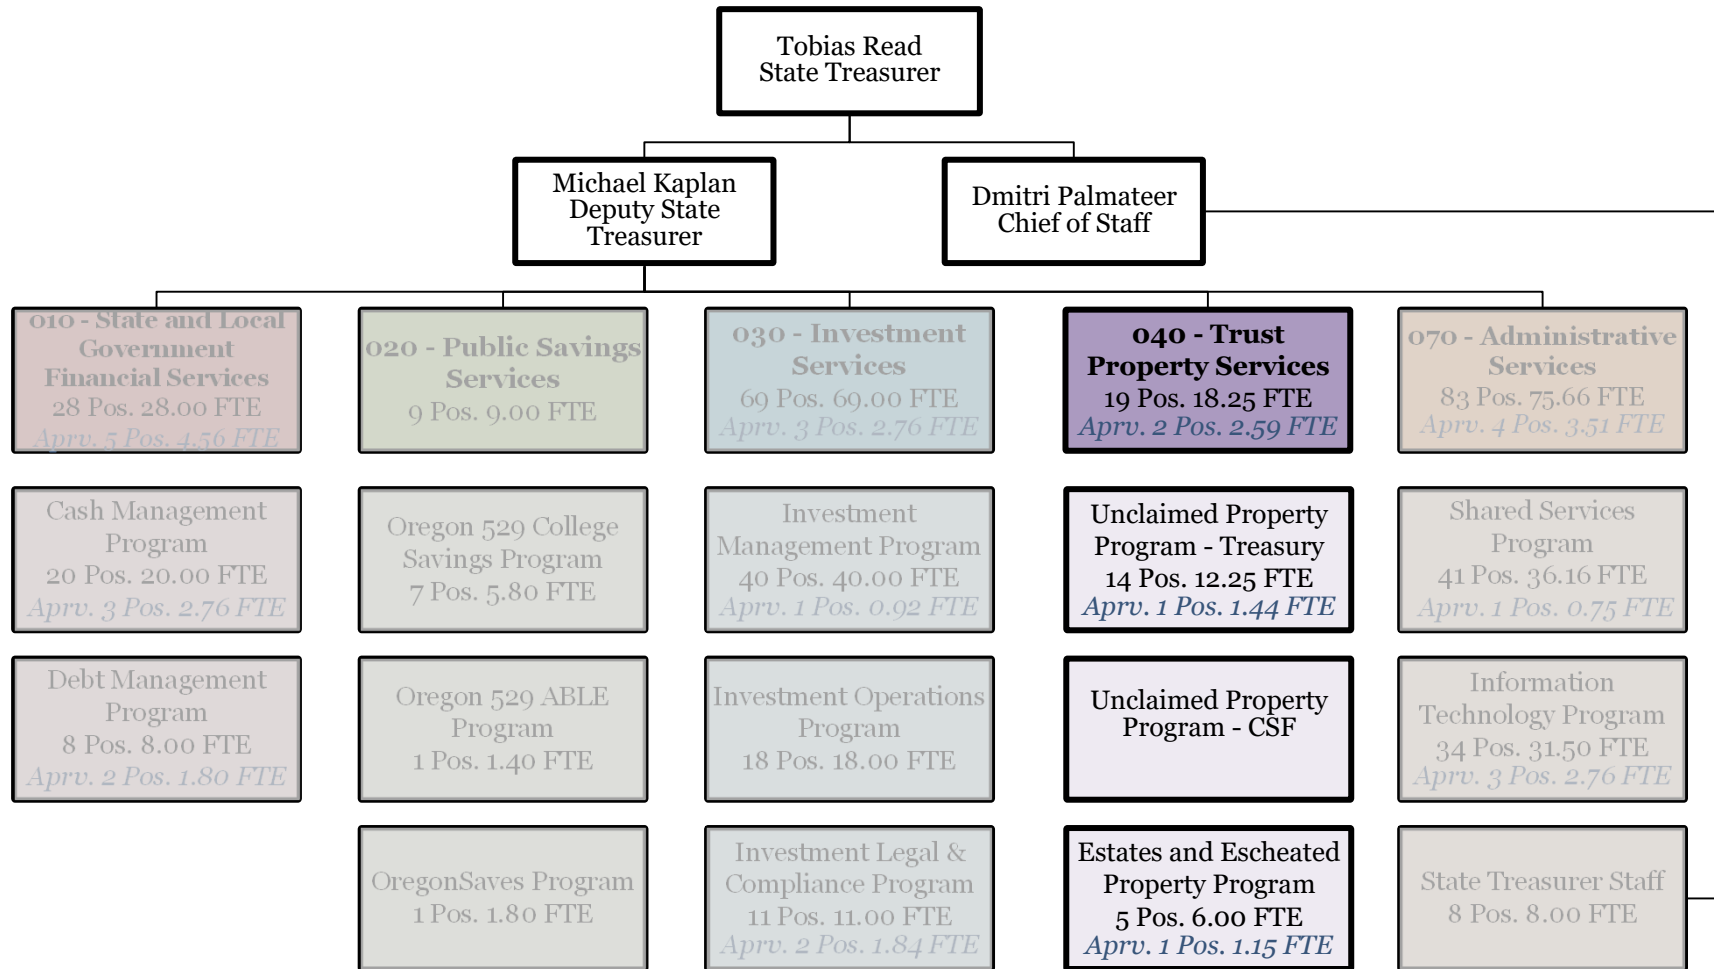 Tobias Read
State Treasurer
Michael Kaplan
Deputy State
Treasurer
Dmitri Palmateer
Chief of Staff
010 - State and Local
Government
Financial Services
28 Pos. 28.00 FTE
Aprv. 5 Pos. 4.56 FTE
020 - Public Savings
Services
9 Pos. 9.00 FTE
030 - Investment
Services
69 Pos. 69.00 FTE
Aprv. 3 Pos. 2.76 FTE
040 - Trust
Property Services
19 Pos. 18.25 FTE
Aprv. 2 Pos. 2.59 FTE
070 - Administrative
Services
83 Pos. 75.66 FTE
Aprv. 4 Pos. 3.51 FTE
Cash Management
Program
20 Pos. 20.00 FTE
Aprv. 3 Pos. 2.76 FTE
Oregon 529 College
Savings Program
7 Pos. 5.80 FTE
Investment
Management Program
40 Pos. 40.00 FTE
Aprv. 1 Pos. 0.92 FTE
Unclaimed Property
Program - Treasury
14 Pos. 12.25 FTE
Aprv. 1 Pos. 1.44 FTE
Shared Services
Program
41 Pos. 36.16 FTE
Aprv. 1 Pos. 0.75 FTE
Debt Management
Program
8 Pos. 8.00 FTE
Aprv. 2 Pos. 1.80 FTE
Oregon 529 ABLE
Program
1 Pos. 1.40 FTE
Investment Operations
Program
18 Pos. 18.00 FTE
Unclaimed Property
Program - CSF
Information
Technology Program
34 Pos. 31.50 FTE
Aprv. 3 Pos. 2.76 FTE
OregonSaves Program
1 Pos. 1.80 FTE
Investment Legal &
Compliance Program
11 Pos. 11.00 FTE
Aprv. 2 Pos. 1.84 FTE
Estates and Escheated
Property Program
5 Pos. 6.00 FTE
Aprv. 1 Pos. 1.15 FTE
State Treasurer Staff
8 Pos. 8.00 FTE